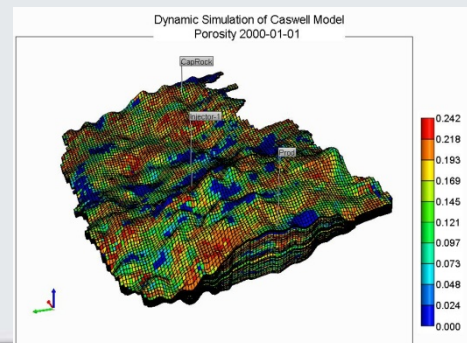 Dynamic Simulation of Caswell Model
Porosity 2000-01-01
CapRock
Injector-1
Prod
0.242
0.218
0.193
0.169
0.145
0.121
0.097
0.073
0.048
0.024
0.000